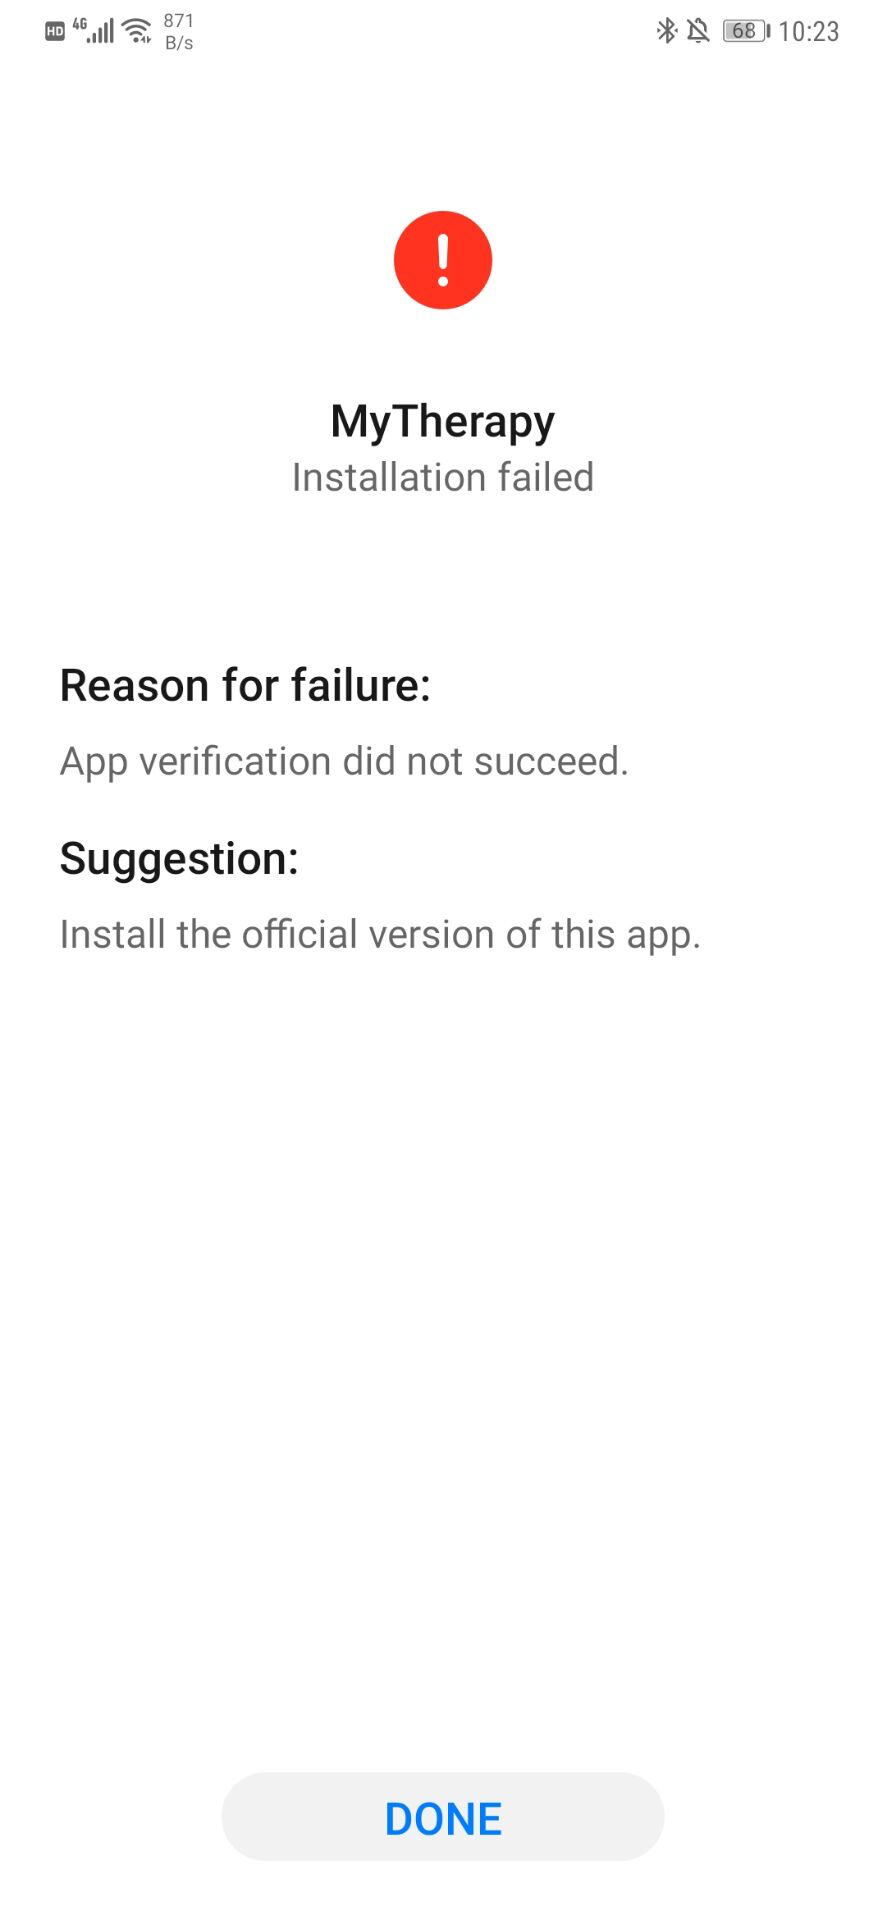 HD 4G 871 B/s 68 10:23
MyTherapy
Installation failed
Reason for failure:
App verification did not succeed.
Suggestion:
Install the official version of this app.
DONE